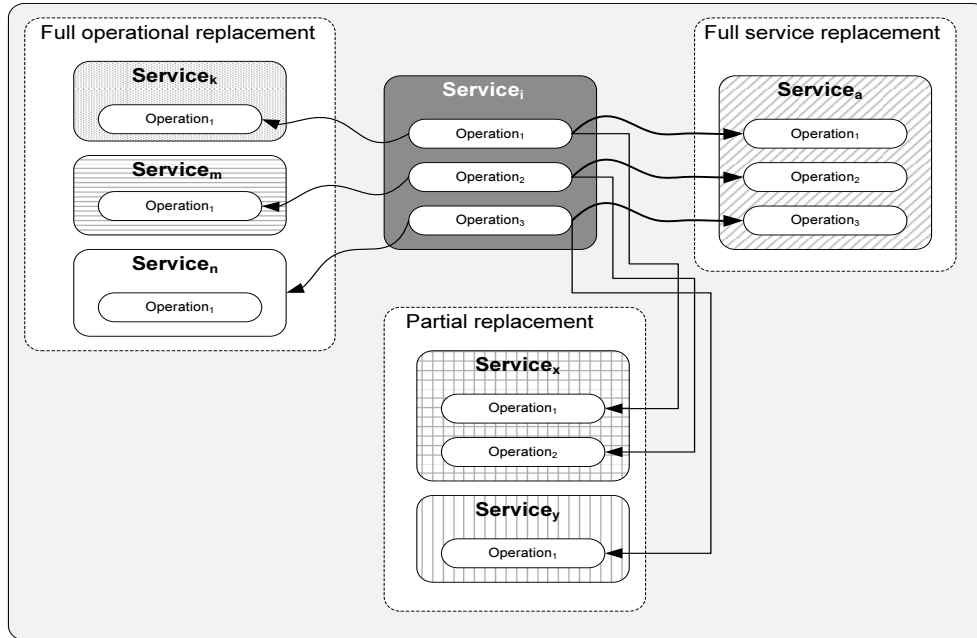 Full operational replacement
Serviceₖ
Operation₁
Serviceₘ
Operation₁
Serviceₙ
Operation₁
Serviceᵢ
Operation₁
Operation₂
Operation₃
Full service replacement
Serviceₐ
Operation₁
Operation₂
Operation₃
Partial replacement
Serviceₓ
Operation₁
Operation₂
Service_y
Operation₁